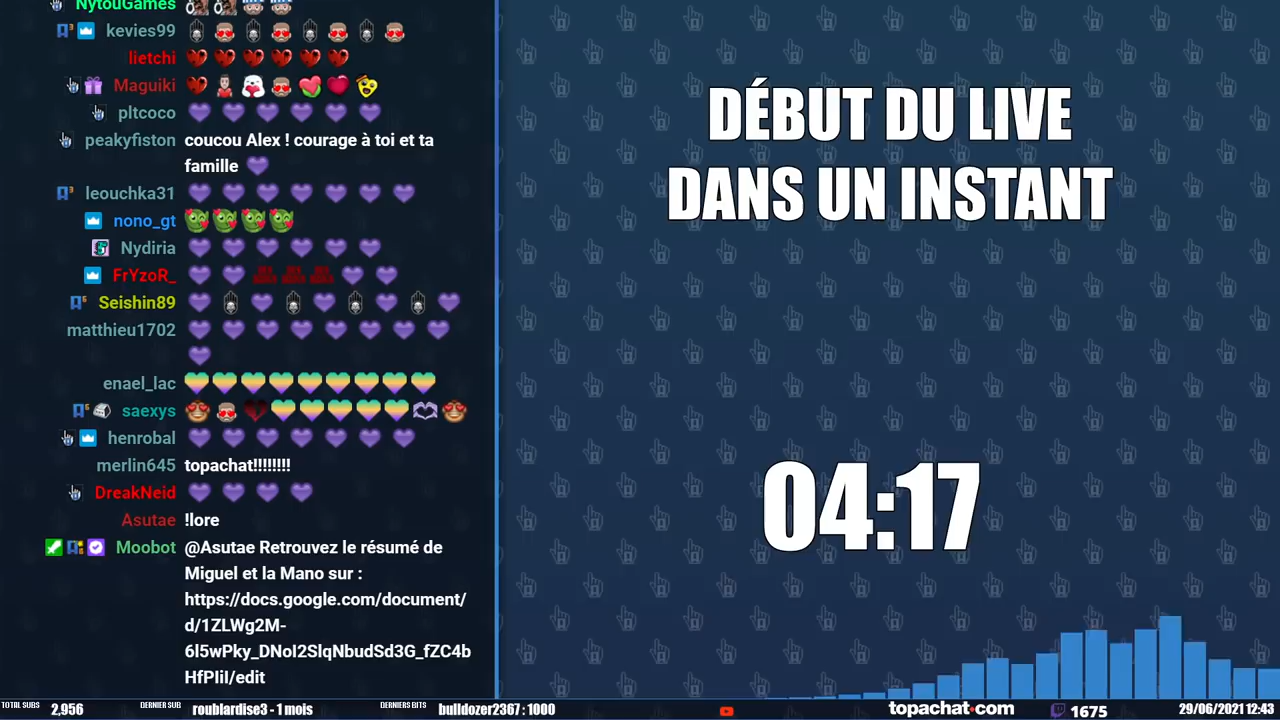 NytouGames
kevies99
lietchi
Maguiki
pltcoco
peakyfiston coucou Alex ! courage à toi et ta
famille
leouchka31
nono_gt
Nydiria
FrYzoR_
Seishin89
matthieu1702
enael_lac
saexys
henrobal
merlin645 topachat!!!!!!!!
DreakNeid
Asutae !lore
Moobot @Asutae Retrouvez le résumé de
Miguel et la Mano sur :
https://docs.google.com/document/
d/1ZLWg2M-
6I5wPky_DNoI2SlqNbudSd3G_fZC4b
HfPliI/edit
DÉBUT DU LIVE
DANS UN INSTANT
04:17
TOTAL SUBS 2,956 DERNIER SUB roublardise3 - 1 mois DERNIERS BITS bulldozer2367 : 1000 topachat·com 1675 29/06/2021 12:43